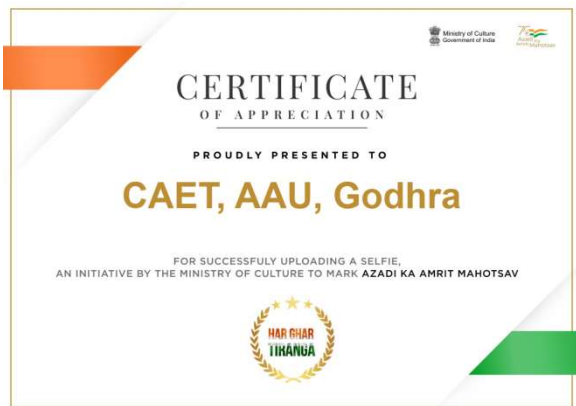 Ministry of Culture
Government of India
Azadi Ka
Amrit Mahotsav
CERTIFICATE
OF APPRECIATION
PROUDLY PRESENTED TO
CAET, AAU, Godhra
FOR SUCCESSFULY UPLOADING A SELFIE,
AN INITIATIVE BY THE MINISTRY OF CULTURE TO MARK AZADI KA AMRIT MAHOTSAV
HAR GHAR
TIRANGA